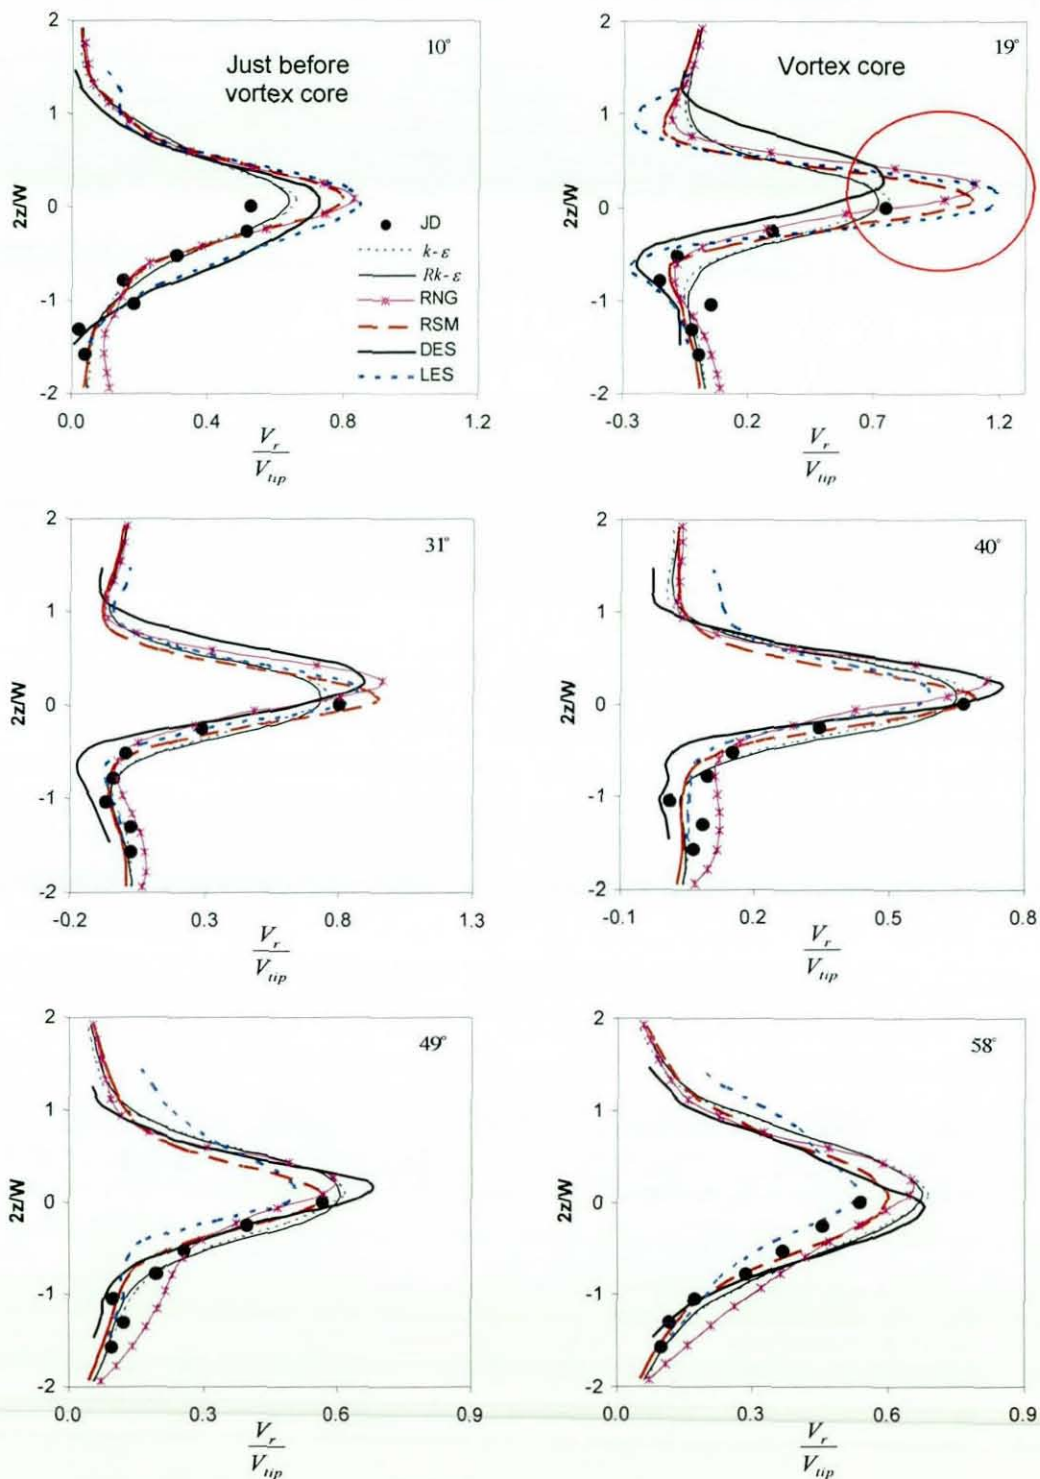 2
10°
Just before
vortex core
1
2z/W
0
JD
k-ε
Rk-ε
-1
RNG
RSM
DES
LES
-2
0.0
0.4
0.8
1.2
V_r
V_tip
2
19°
Vortex core
1
2z/W
0
-1
-2
-0.3
0.2
0.7
1.2
V_r
V_tip
2
31°
1
2z/W
0
-1
-2
-0.2
0.3
0.8
1.3
V_r
V_tip
2
40°
1
2z/W
0
-1
-2
-0.1
0.2
0.5
0.8
V_r
V_tip
2
49°
1
2z/W
0
-1
-2
0.0
0.3
0.6
0.9
V_r
V_tip
2
58°
1
2z/W
0
-1
-2
0.0
0.3
0.6
0.9
V_r
V_tip